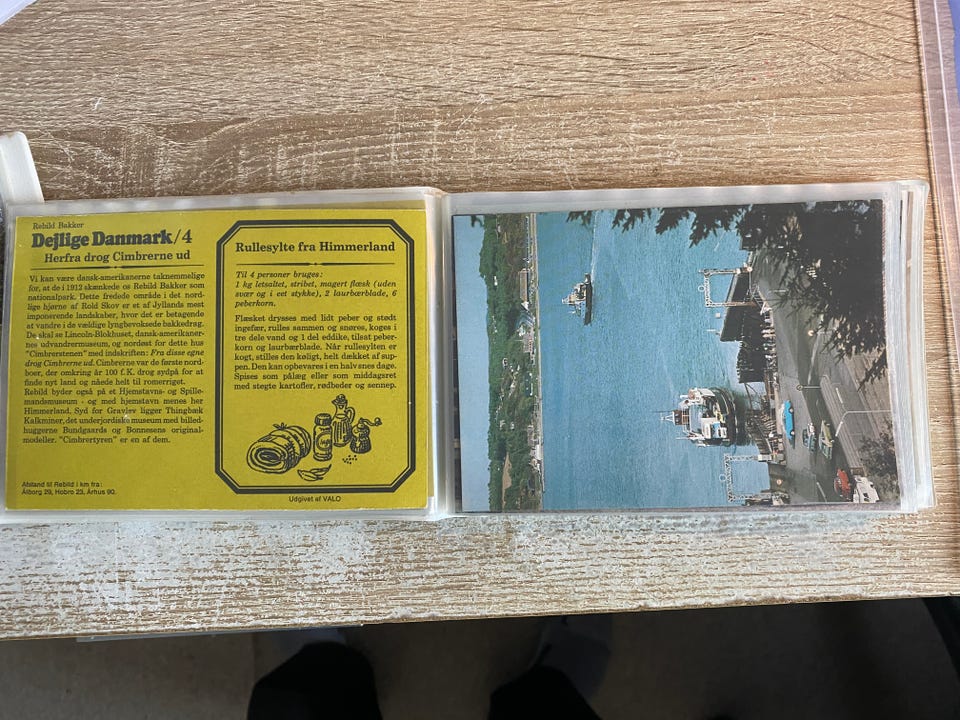 Rebild Bakker
Dejlige Danmark/4
Herfra drog Cimbrerne ud
Vi kan være dansk-amerikanerne taknemmelige
for, at de i 1912 skænkede os Rebild Bakker som
nationalpark. Dette fredede område i det nord-
lige hjørne af Rold Skov er et af Jyllands mest
imponerende landskaber, hvor det er betagende
at vandre i de vældige lyngbevoksede bakkedrag.
De skal se Lincoln-Blokhuset, dansk-amerikaner-
nes udvandrermuseum, og nordøst for dette hus
"Cimbrerstenen" med indskriften: Fra disse egne
drog Cimbrerne ud. Cimbrerne var de første nord-
boer, der omkring år 100 f.K. drog sydpå for at
finde nyt land og nåede helt til romerriget.
Rebild byder også på et Hjemstavns- og Spille-
mandsmuseum - og med hjemstavn menes her
Himmerland. Syd for Gravlev ligger Thingbæk
Kalkminer, det underjordiske museum med billed-
huggerne Bundgaards og Bonnesens original-
modeller. "Cimbrertyren" er en af dem.
Afstand til Rebild i km fra:
Ålborg 29, Hobro 23, Århus 90.
Rullesylte fra Himmerland
Til 4 personer bruges:
1 kg letsaltet, stribet, magert flæsk (uden
svær og i eet stykke), 2 laurbærblade, 6
peberkorn.
Flæsket drysses med lidt peber og stødt
ingefær, rulles sammen og snøres, koges i
tre dele vand og 1 del eddike, tilsat peber-
korn og laurbærblade. Når rullesylten er
kogt, stilles den køligt, helt dækket af sup-
pen. Den kan opbevares i en halv snes dage.
Spises som pålæg eller som middagsret
med stegte kartofler, rødbeder og sennep.
Udgivet af VALO